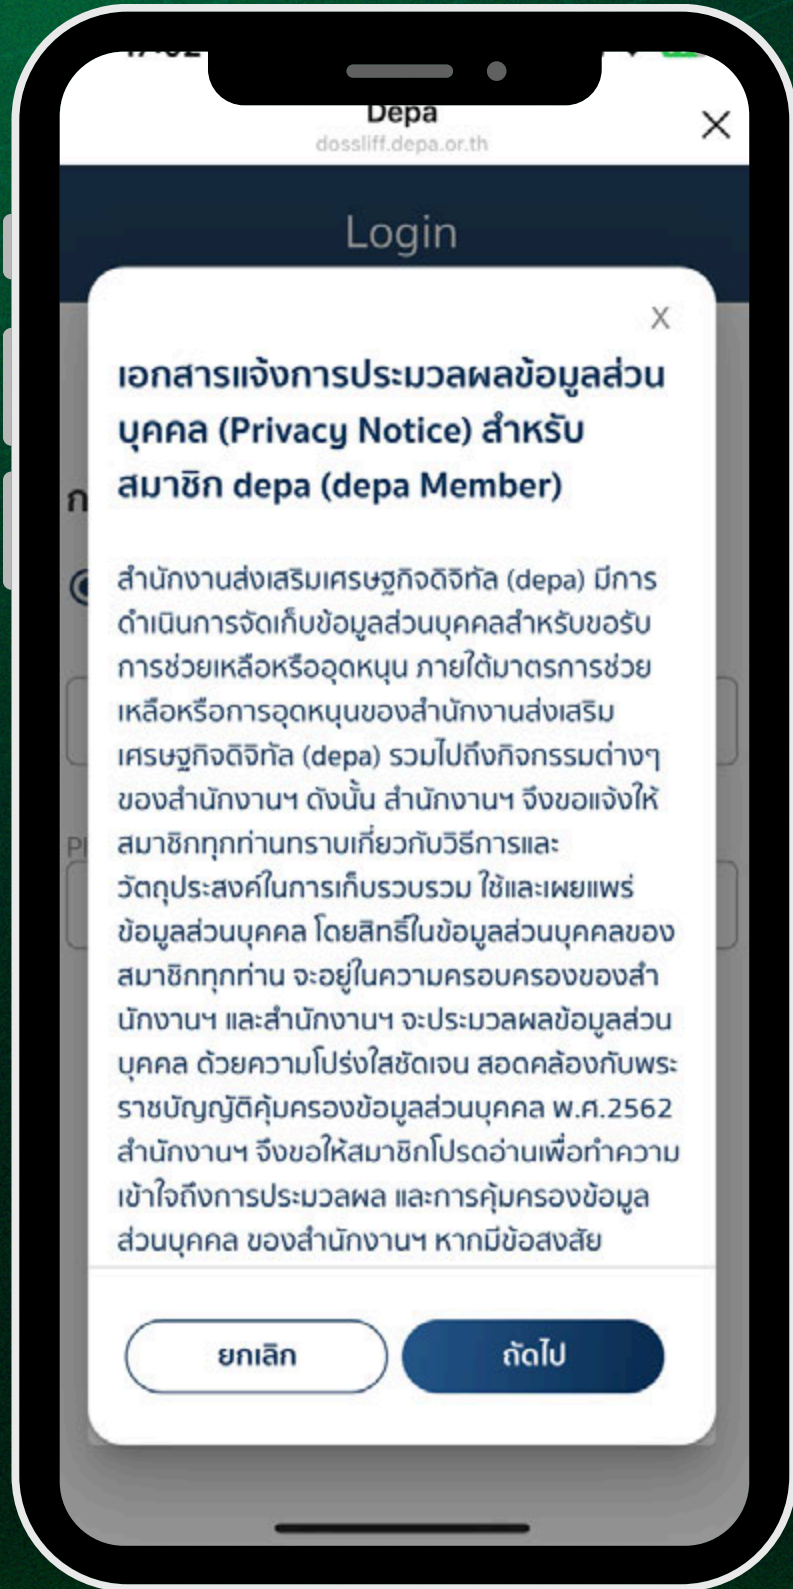 Depa
dossliff.depa.or.th
Login
X
เอกสารแจ้งการประมวลผลข้อมูลส่วน
บุคคล (Privacy Notice) สำหรับ
สมาชิก depa (depa Member)
สำนักงานส่งเสริมเศรษฐกิจดิจิทัล (depa) มีการ
ดำเนินการจัดเก็บข้อมูลส่วนบุคคลสำหรับขอรับ
การช่วยเหลือหรืออุดหนุน ภายใต้มาตรการช่วย
เหลือหรือการอุดหนุนของสำนักงานส่งเสริม
เศรษฐกิจดิจิทัล (depa) รวมไปถึงกิจกรรมต่างๆ
ของสำนักงานฯ ดังนั้น สำนักงานฯ จึงขอแจ้งให้
สมาชิกทุกท่านทราบเกี่ยวกับวิธีการและ
วัตถุประสงค์ในการเก็บรวบรวม ใช้และเผยแพร่
ข้อมูลส่วนบุคคล โดยสิทธิ์ในข้อมูลส่วนบุคคลของ
สมาชิกทุกท่าน จะอยู่ในความครอบครองของสำ
นักงานฯ และสำนักงานฯ จะประมวลผลข้อมูลส่วน
บุคคล ด้วยความโปร่งใสชัดเจน สอดคล้องกับพระ
ราชบัญญัติคุ้มครองข้อมูลส่วนบุคคล พ.ศ.2562
สำนักงานฯ จึงขอให้สมาชิกโปรดอ่านเพื่อทำความ
เข้าใจถึงการประมวลผล และการคุ้มครองข้อมูล
ส่วนบุคคล ของสำนักงานฯ หากมีข้อสงสัย
ยกเลิก
ถัดไป